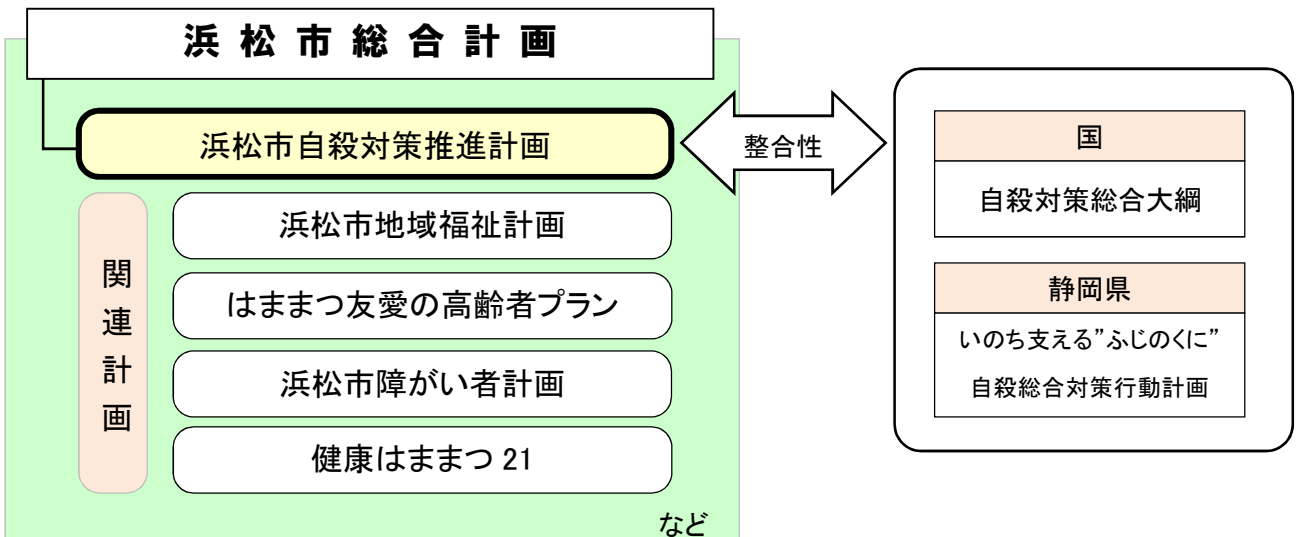 浜松市総合計画
浜松市自殺対策推進計画
整合性
関連計画
浜松市地域福祉計画
はままつ友愛の高齢者プラン
浜松市障がい者計画
健康はままつ 21
など
国
自殺対策総合大綱
静岡県
いのち支える”ふじのくに”
自殺総合対策行動計画